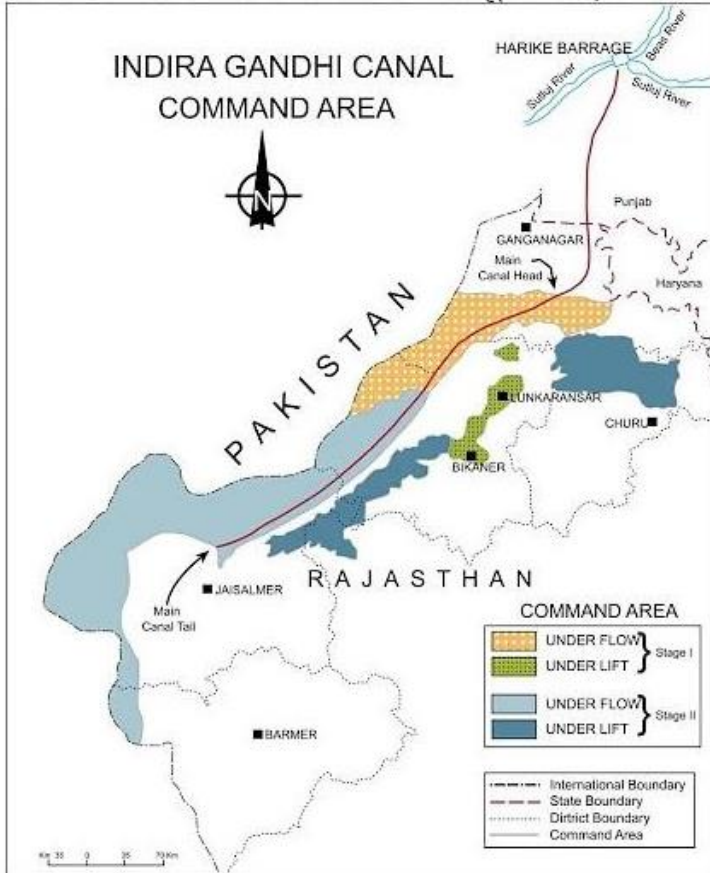 INDIRA GANDHI CANAL
COMMAND AREA
N
HARIKE BARRAGE
Beas River
Sutluj River
Sutluj River
Punjab
GANGANAGAR
Main
Canal Head
Haryana
PAKISTAN
LUNKARANSAR
CHURU
BIKANER
RAJASTHAN
JAISALMER
Main
Canal Tail
BARMER
COMMAND AREA
UNDER FLOW
UNDER LIFT
Stage I
UNDER FLOW
UNDER LIFT
Stage II
International Boundary
State Boundary
Dirtrict Boundary
Command Area
Km 35 0 35 70 Km